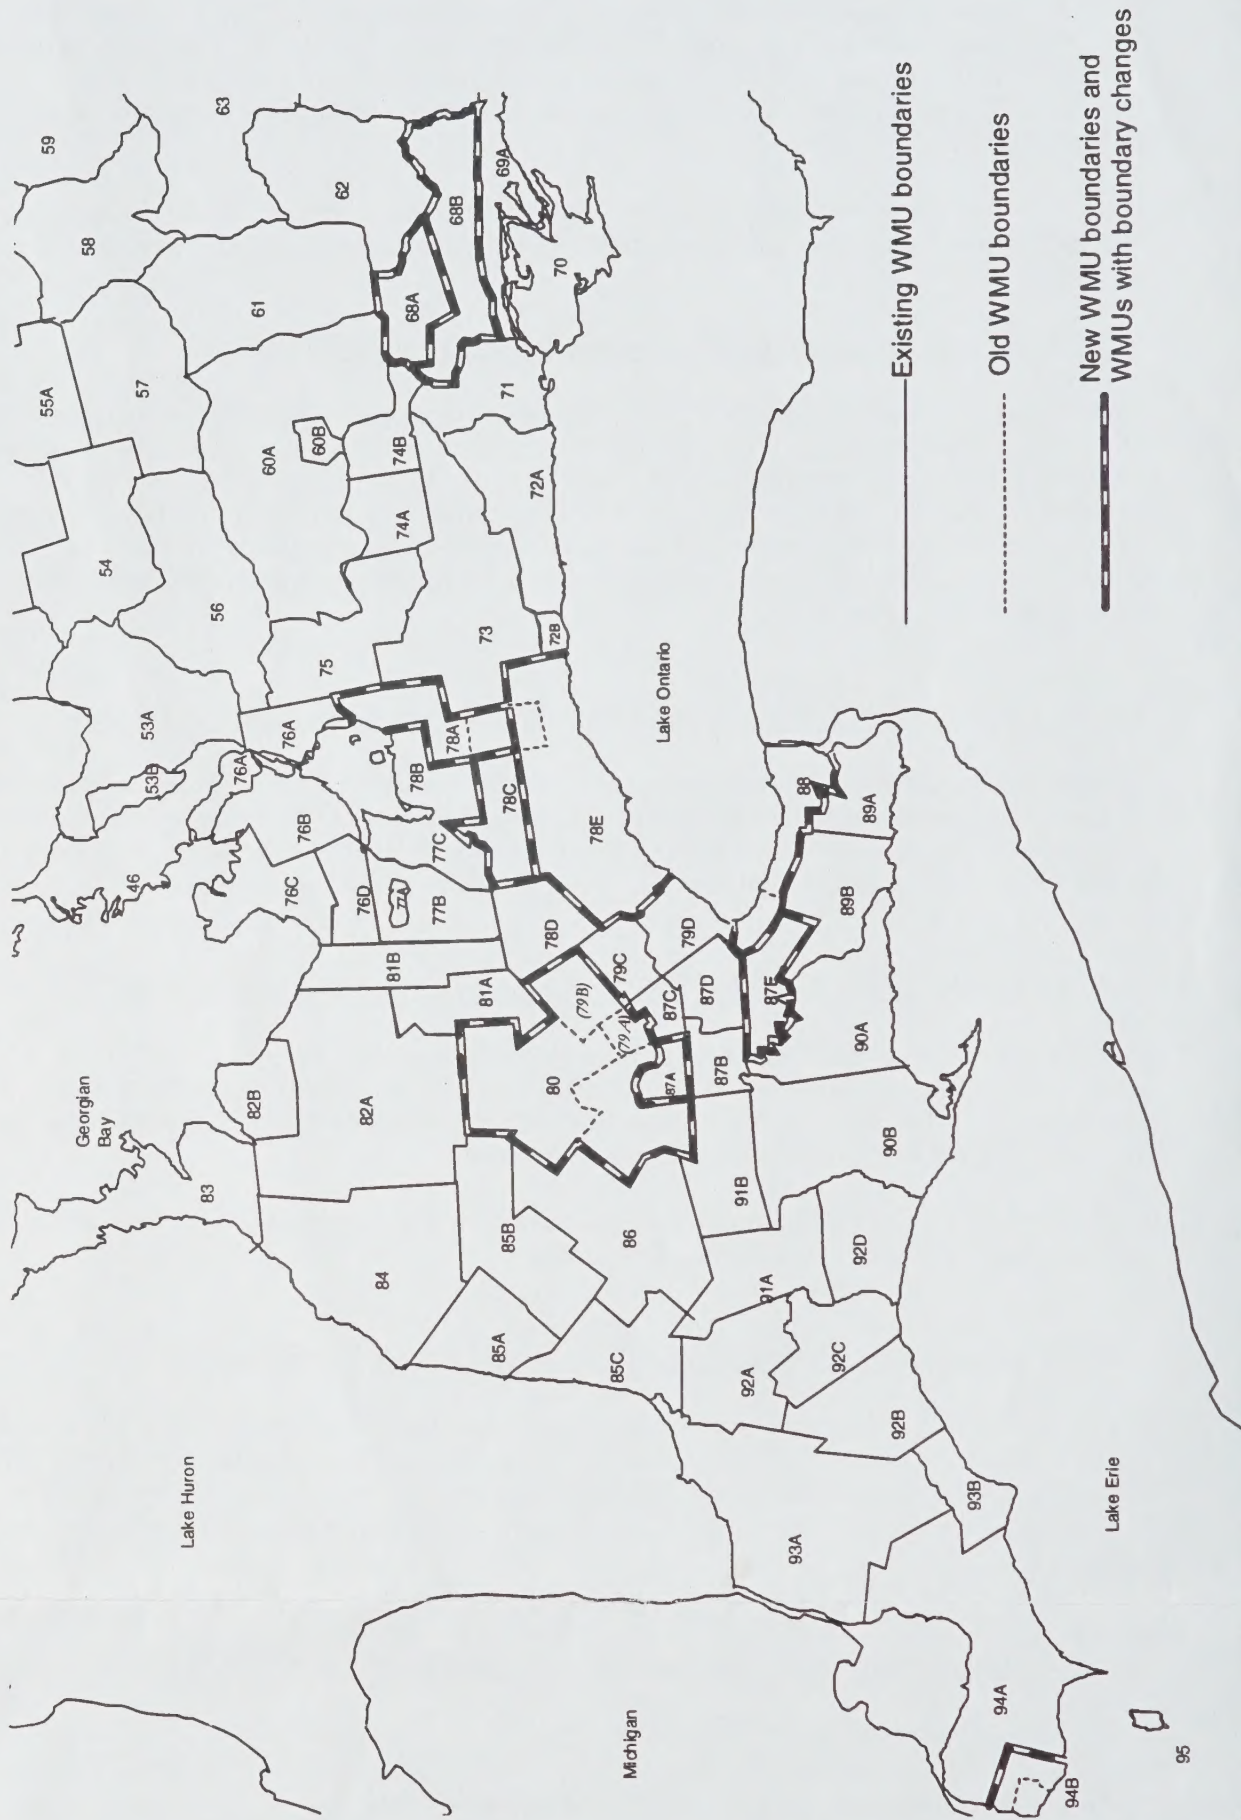 59
63
58
62
55A
57
61
68A
68B
69A
70
54
56
60A
60B
74B
74A
71
72A
53A
53B
75
73
72B
76A
76A
78A
78B
78C
78E
Lake Ontario
46
76B
76C
76D
77A
77B
77C
78D
79C
79D
88
89A
89B
81B
81A
(79B)
(79A)
87C
87D
87E
90A
Georgian
Bay
82B
82A
80
87A
87B
90B
83
84
85B
86
91B
91A
92D
85A
85C
92A
92C
92B
Lake Huron
93A
93B
Lake Erie
Michigan
94A
94B
95
Existing WMU boundaries
Old WMU boundaries
New WMU boundaries and
WMUs with boundary changes